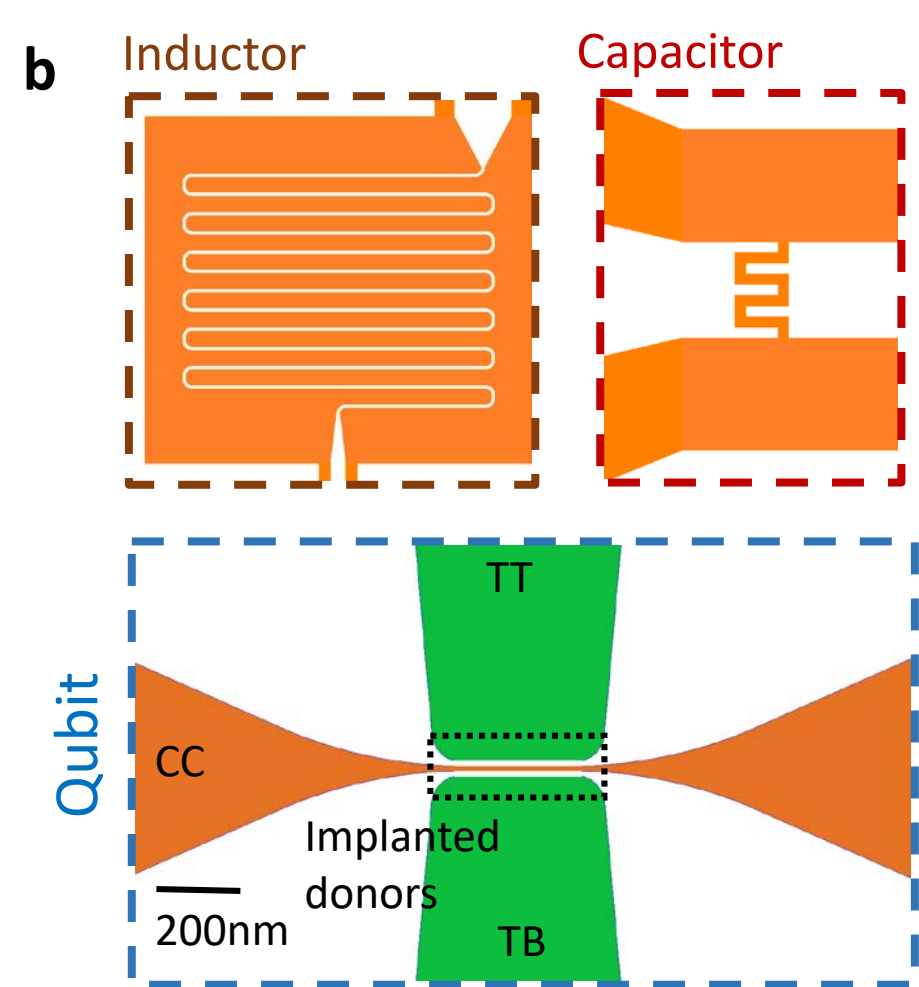 b
Inductor
Capacitor
Qubit
TT
CC
Implanted
donors
200nm
TB